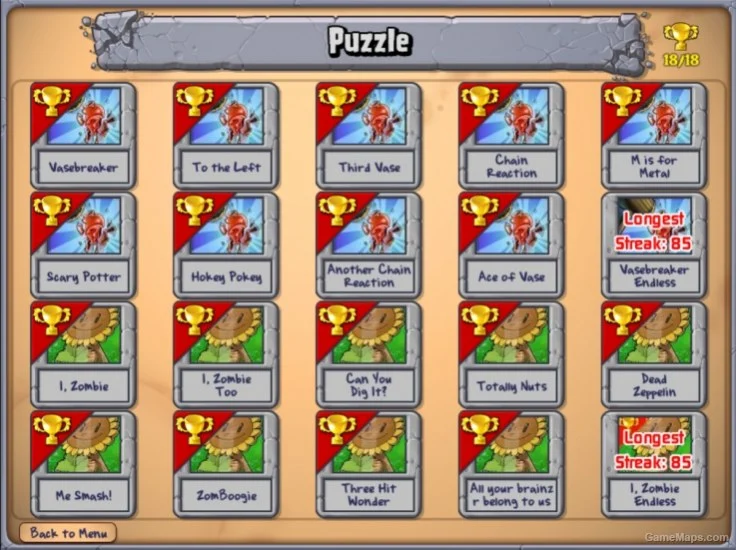 Puzzle
18/18
Vasebreaker
To the Left
Third Vase
Chain
Reaction
M is for
Metal
Scary Potter
Hokey Pokey
Another Chain
Reaction
Ace of Vase
Longest
Streak: 85
Vasebreaker
Endless
I, Zombie
I, Zombie
Too
Can You
Dig It?
Totally Nuts
Dead
Zeppelin
Me Smash!
ZomBoogie
Three Hit
Wonder
All your brainz
r belong to us
Longest
Streak: 85
I, Zombie
Endless
Back to Menu
GameMaps.com